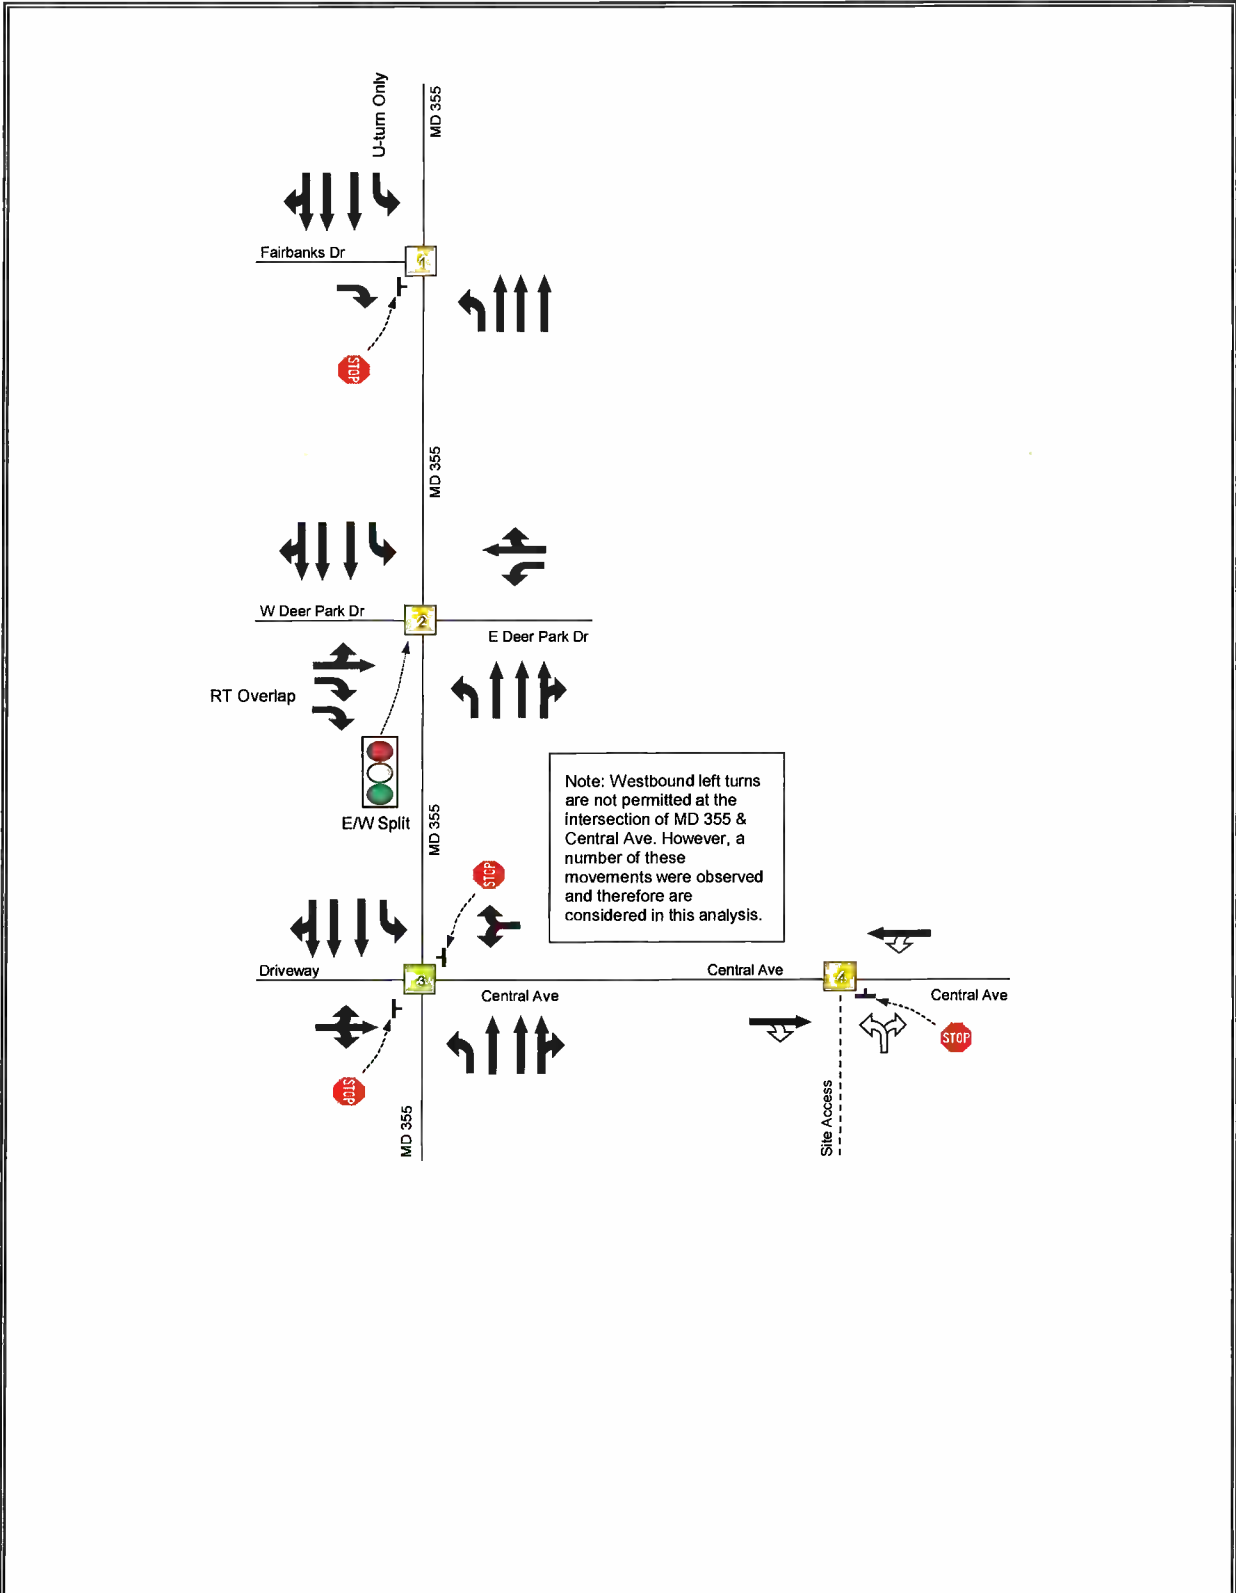 U-turn Only
MD 355
Fairbanks Dr
1
STOP
MD 355
W Deer Park Dr
2
E Deer Park Dr
RT Overlap
E/W Split
MD 355
Note: Westbound left turns
are not permitted at the
intersection of MD 355 &
Central Ave. However, a
number of these
movements were observed
and therefore are
considered in this analysis.
STOP
Driveway
3
Central Ave
Central Ave
4
Central Ave
STOP
STOP
MD 355
Site Access